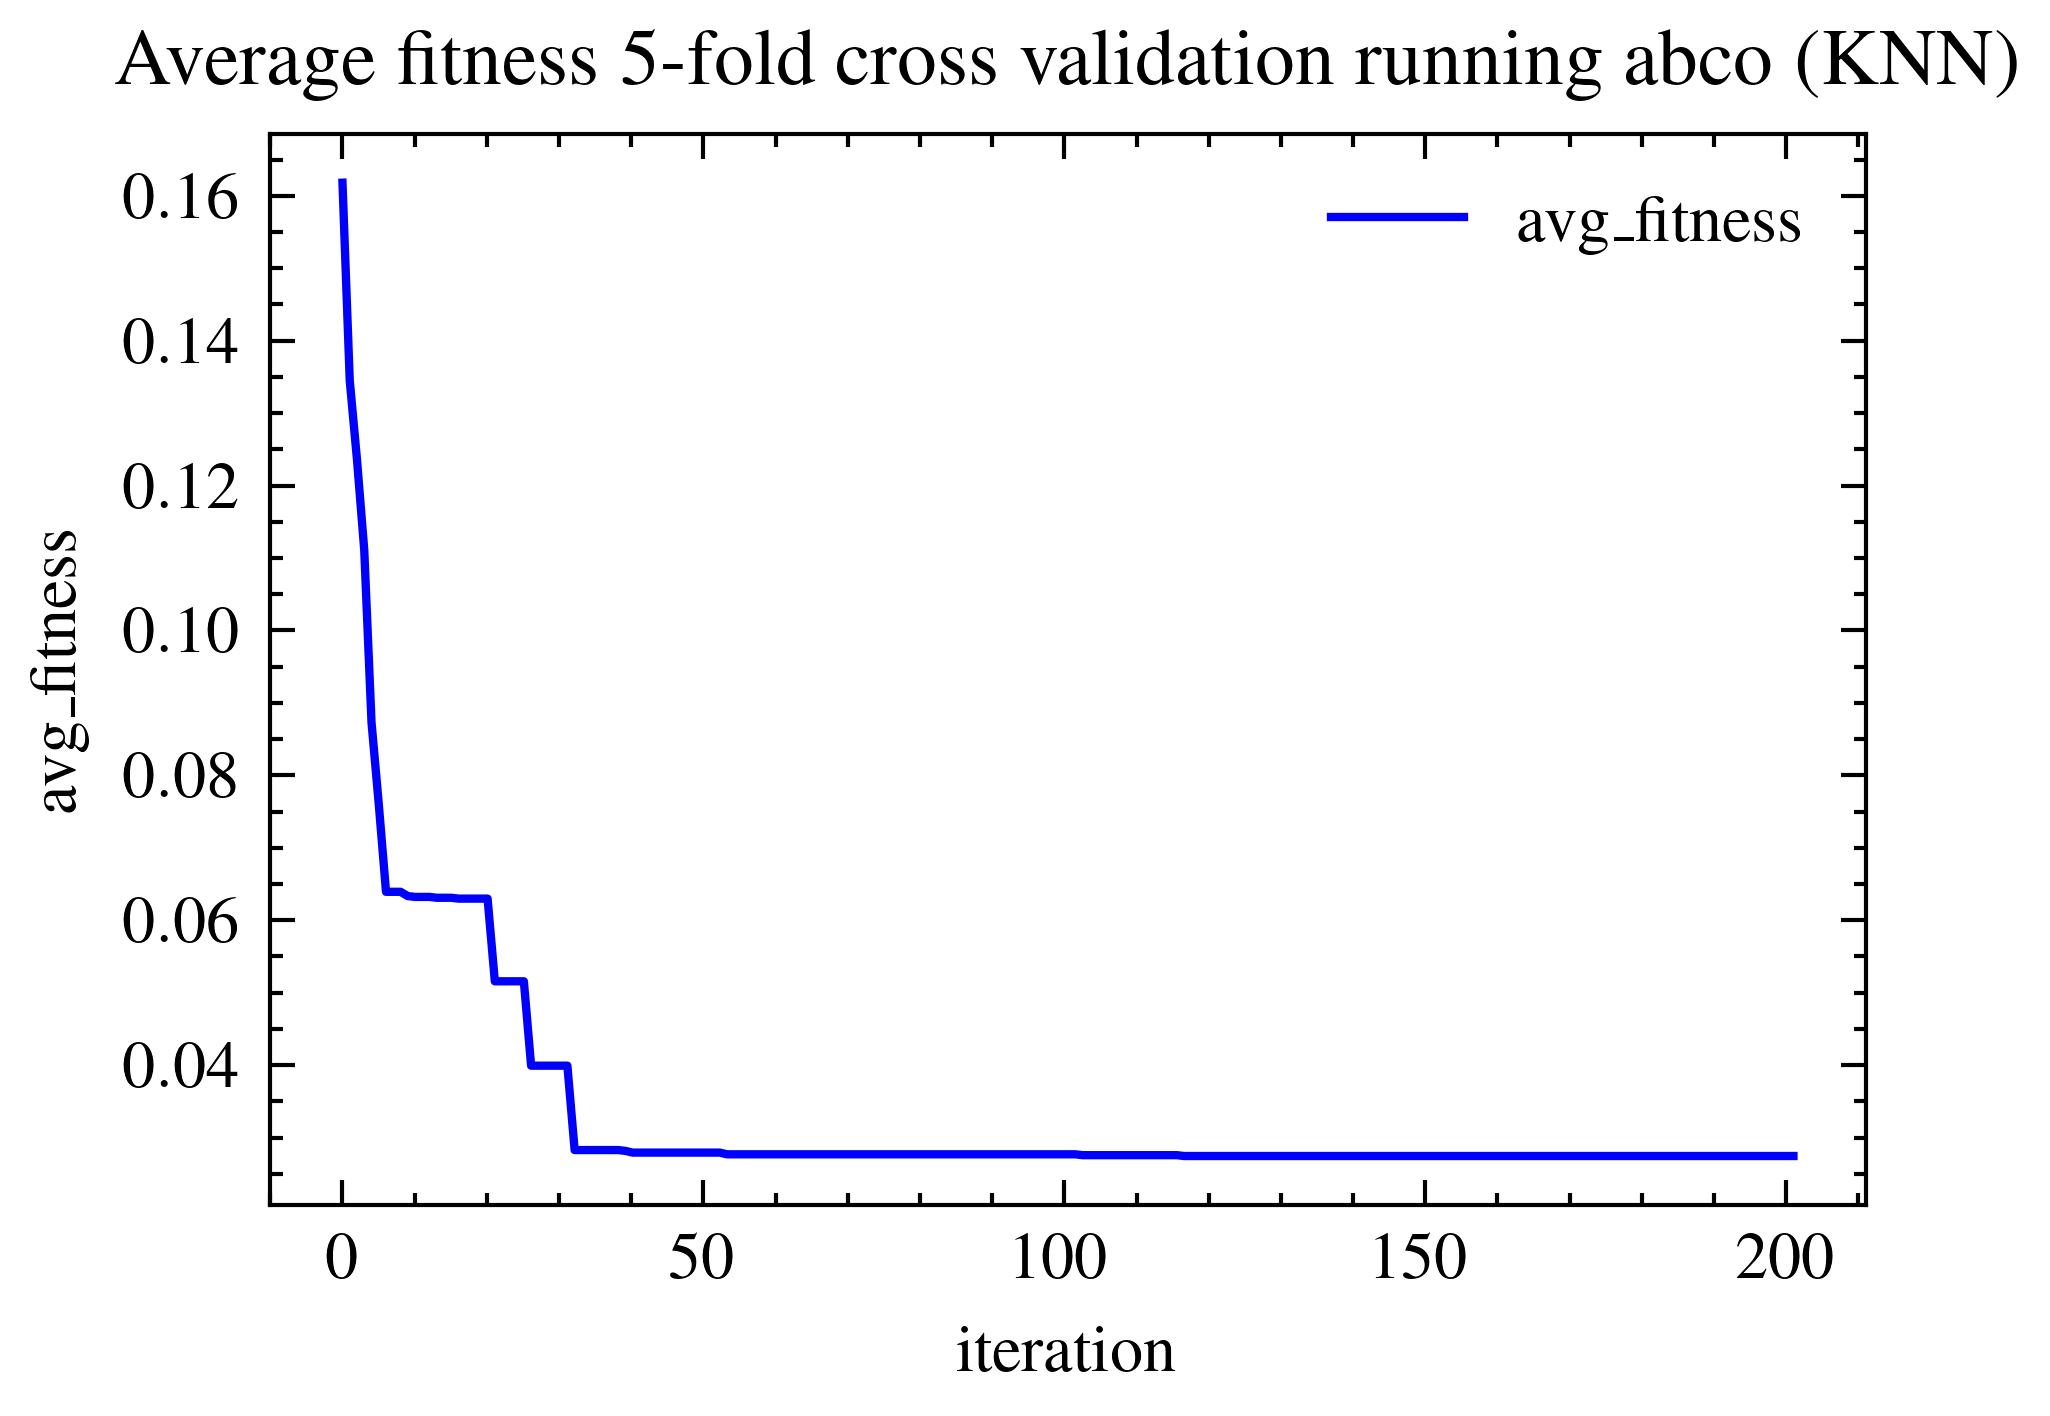 Average fitness 5-fold cross validation running abco (KNN)
avg_fitness
0.16
0.14
0.12
0.10
0.08
0.06
0.04
avg_fitness
0 50 100 150 200
iteration